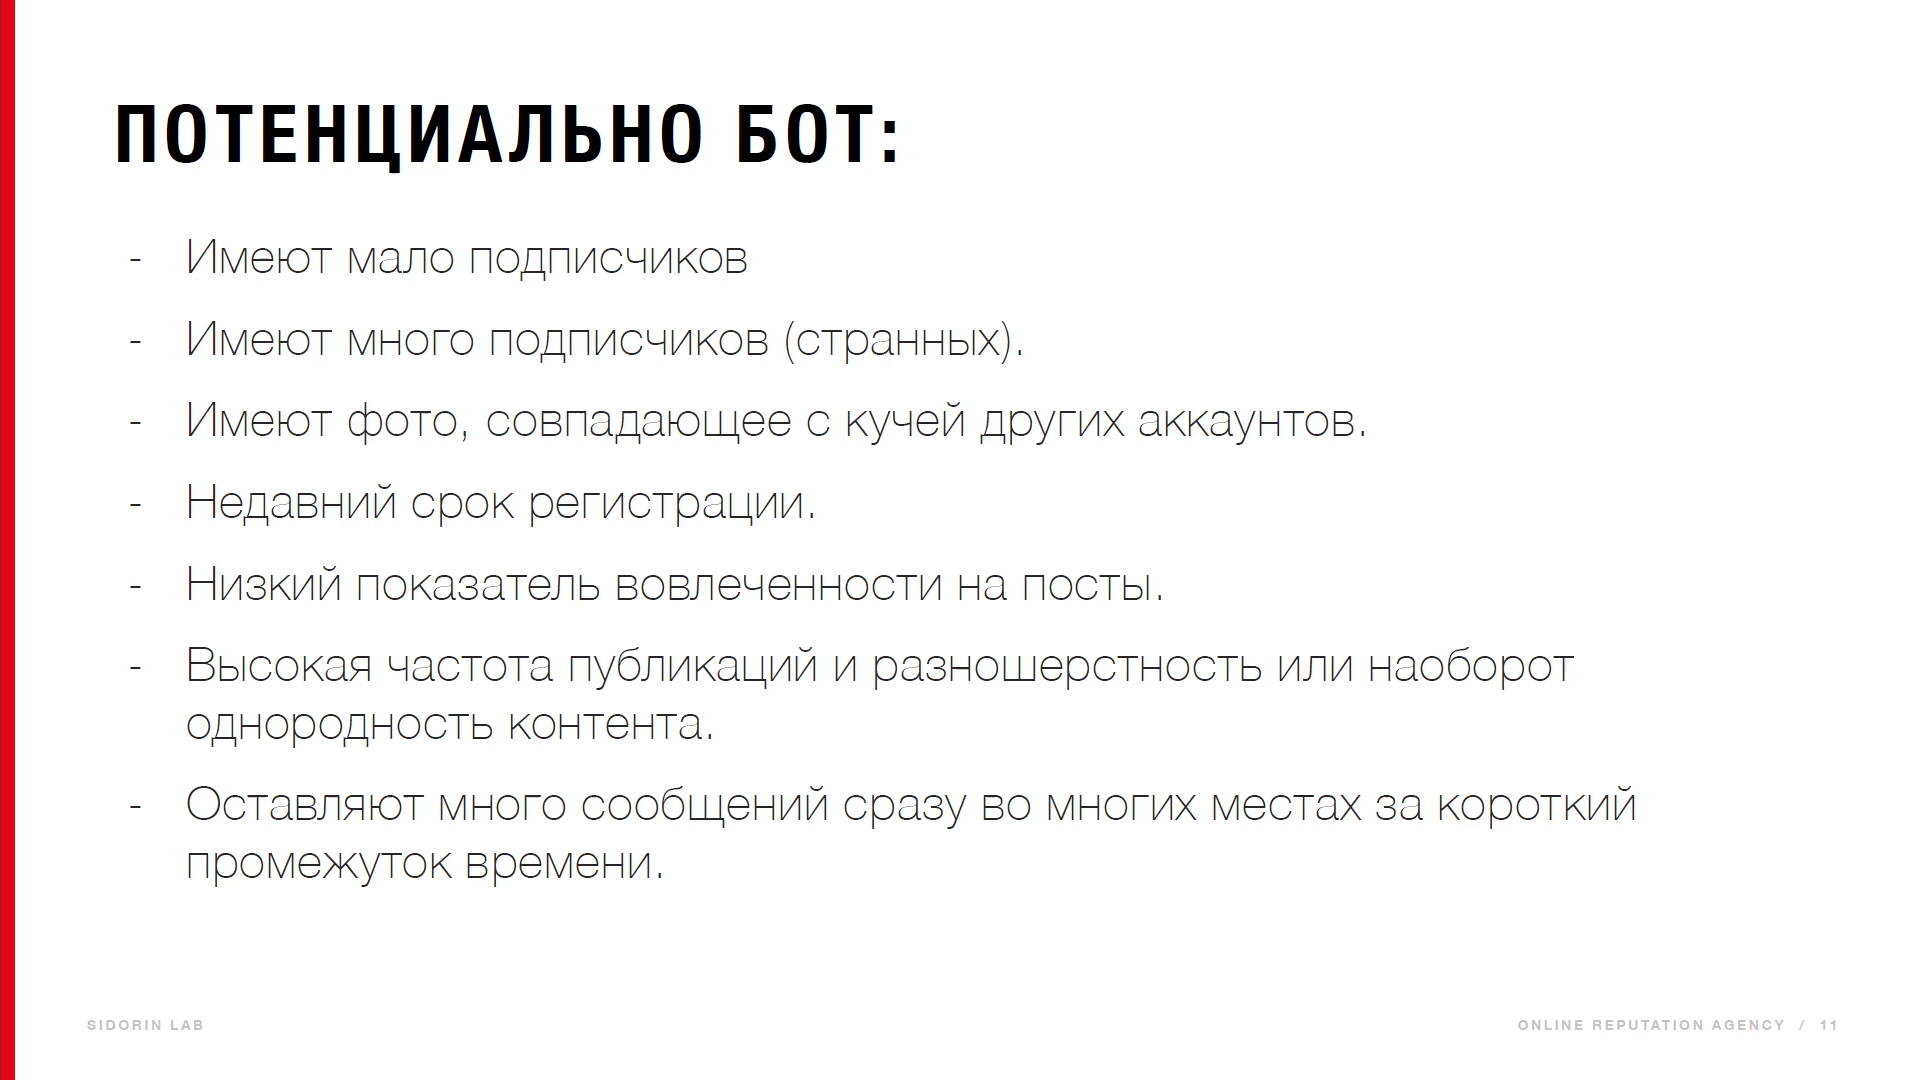 ПОТЕНЦИАЛЬНО БОТ:
- Имеют мало подписчиков
- Имеют много подписчиков (странных).
- Имеют фото, совпадающее с кучей других аккаунтов.
- Недавний срок регистрации.
- Низкий показатель вовлеченности на посты.
- Высокая частота публикаций и разношерстность или наоборот
однородность контента.
- Оставляют много сообщений сразу во многих местах за короткий
промежуток времени.
SIDORIN LAB
ONLINE REPUTATION AGENCY / 11